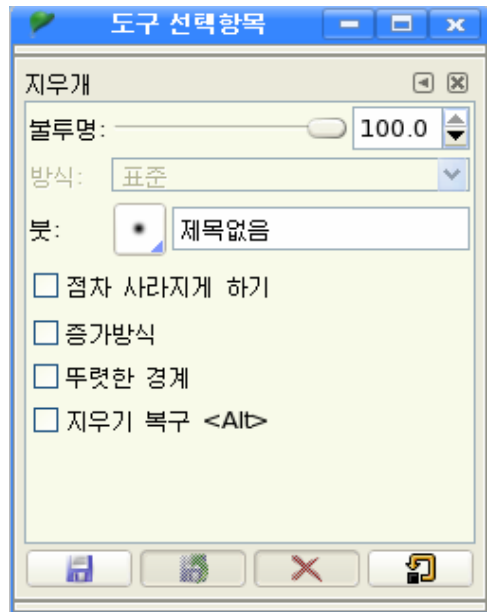 도구 선택항목
지우개
불투명: 100.0
방식: 표준
붓: 제목없음
점차 사라지게 하기
증가방식
뚜렷한 경계
지우기 복구 <Alt>